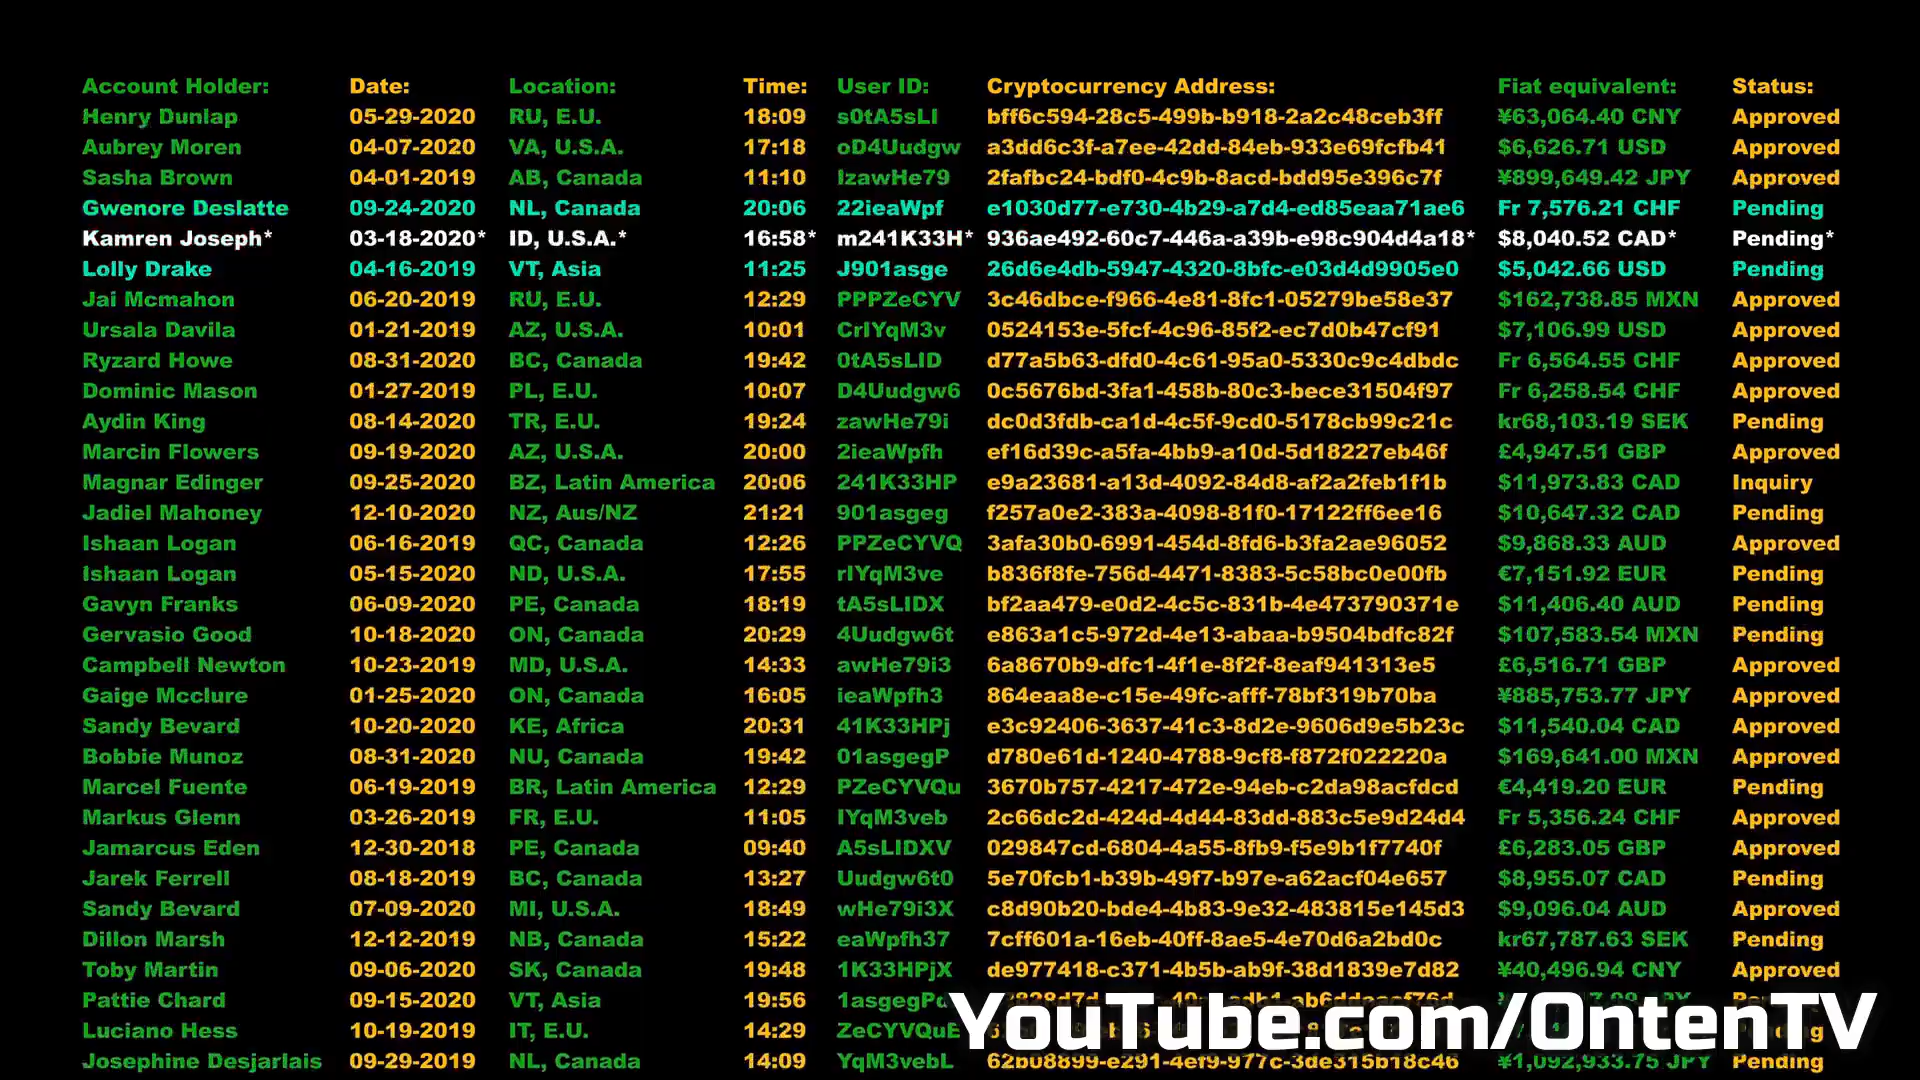 Account Holder: Date: Location: Time: User ID: Cryptocurrency Address: Fiat equivalent: Status:
Henry Dunlap 05-29-2020 RU, E.U. 18:09 s0tA5sLI bff6c594-28c5-499b-b918-2a2c48ceb3ff ¥63,064.40 CNY Approved
Aubrey Moren 04-07-2020 VA, U.S.A. 17:18 oD4Uudgw a3dd6c3f-a7ee-42dd-84eb-933e69fcfb41 $6,626.71 USD Approved
Sasha Brown 04-01-2019 AB, Canada 11:10 IzawHe79 2fafbc24-bdf0-4c9b-8acd-bdd95e396c7f ¥899,649.42 JPY Approved
Gwenore Deslatte 09-24-2020 NL, Canada 20:06 22ieaWpf e1030d77-e730-4b29-a7d4-ed85eaa71ae6 Fr 7,576.21 CHF Pending
Kamren Joseph* 03-18-2020* ID, U.S.A.* 16:58* m241K33H* 936ae492-60c7-446a-a39b-e98c904d4a18* $8,040.52 CAD* Pending*
Lolly Drake 04-16-2019 VT, Asia 11:25 J901asge 26d6e4db-5947-4320-8bfc-e03d4d9905e0 $5,042.66 USD Pending
Jai Mcmahon 06-20-2019 RU, E.U. 12:29 PPPZeCYV 3c46dbce-f966-4e81-8fc1-05279be58e37 $162,738.85 MXN Approved
Ursala Davila 01-21-2019 AZ, U.S.A. 10:01 CrIYqM3v 0524153e-5fcf-4c96-85f2-ec7d0b47cf91 $7,106.99 USD Approved
Ryzard Howe 08-31-2020 BC, Canada 19:42 0tA5sLID d77a5b63-dfd0-4c61-95a0-5330c9c4dbdc Fr 6,564.55 CHF Approved
Dominic Mason 01-27-2019 PL, E.U. 10:07 D4Uudgw6 0c5676bd-3fa1-458b-80c3-bece31504f97 Fr 6,258.54 CHF Approved
Aydin King 08-14-2020 TR, E.U. 19:24 zawHe79i dc0d3fdb-ca1d-4c5f-9cd0-5178cb99c21c kr68,103.19 SEK Pending
Marcin Flowers 09-19-2020 AZ, U.S.A. 20:00 2ieaWpfh ef16d39c-a5fa-4bb9-a10d-5d18227eb46f £4,947.51 GBP Approved
Magnar Edinger 09-25-2020 BZ, Latin America 20:06 241K33HP e9a23681-a13d-4092-84d8-af2a2feb1f1b $11,973.83 CAD Inquiry
Jadiel Mahoney 12-10-2020 NZ, Aus/NZ 21:21 901asgeg f257a0e2-383a-4098-81f0-17122ff6ee16 $10,647.32 CAD Pending
Ishaan Logan 06-16-2019 QC, Canada 12:26 PPZeCYVQ 3afa30b0-6991-454d-8fd6-b3fa2ae96052 $9,868.33 AUD Approved
Ishaan Logan 05-15-2020 ND, U.S.A. 17:55 rIYqM3ve b836f8fe-756d-4471-8383-5c58bc0e00fb €7,151.92 EUR Pending
Gavyn Franks 06-09-2020 PE, Canada 18:19 tA5sLIDX bf2aa479-e0d2-4c5c-831b-4e473790371e $11,406.40 AUD Pending
Gervasio Good 10-18-2020 ON, Canada 20:29 4Uudgw6t e863a1c5-972d-4e13-abaa-b9504bdfc82f $107,583.54 MXN Pending
Campbell Newton 10-23-2019 MD, U.S.A. 14:33 awHe79i3 6a8670b9-dfc1-4f1e-8f2f-8eaf941313e5 £6,516.71 GBP Approved
Gaige Mcclure 01-25-2020 ON, Canada 16:05 ieaWpfh3 864eaa8e-c15e-49fc-afff-78bf319b70ba ¥885,753.77 JPY Approved
Sandy Bevard 10-20-2020 KE, Africa 20:31 41K33HPj e3c92406-3637-41c3-8d2e-9606d9e5b23c $11,540.04 CAD Approved
Bobbie Munoz 08-31-2020 NU, Canada 19:42 01asgegP d780e61d-1240-4788-9cf8-f872f022220a $169,641.00 MXN Approved
Marcel Fuente 06-19-2019 BR, Latin America 12:29 PZeCYVQu 3670b757-4217-472e-94eb-c2da98acfdcd €4,419.20 EUR Pending
Markus Glenn 03-26-2019 FR, E.U. 11:05 IYqM3veb 2c66dc2d-424d-4d44-83dd-883c5e9d24d4 Fr 5,356.24 CHF Approved
Jamarcus Eden 12-30-2018 PE, Canada 09:40 A5sLIDXV 029847cd-6804-4a55-8fb9-f5e9b1f7740f £6,283.05 GBP Approved
Jarek Ferrell 08-18-2019 BC, Canada 13:27 Uudgw6t0 5e70fcb1-b39b-49f7-b97e-a62acf04e657 $8,955.07 CAD Pending
Sandy Bevard 07-09-2020 MI, U.S.A. 18:49 wHe79i3X c8d90b20-bde4-4b83-9e32-483815e145d3 $9,096.04 AUD Approved
Dillon Marsh 12-12-2019 NB, Canada 15:22 eaWpfh37 7cff601a-16eb-40ff-8ae5-4e70d6a2bd0c kr67,787.63 SEK Pending
Toby Martin 09-06-2020 SK, Canada 19:48 1K33HPjX de977418-c371-4b5b-ab9f-38d1839e7d82 ¥40,496.94 CNY Approved
Pattie Chard 09-15-2020 VT, Asia 19:56
Luciano Hess 10-19-2019 IT, E.U. 14:29 ZeCYVQuE
YouTube.com/OntenTV
Josephine Desjarlais 09-29-2019 NL, Canada 14:09 YqM3vebL 62b08899-e291-4ef9-977c-3de315b18c46 ¥1,092,933.75 JPY Pending